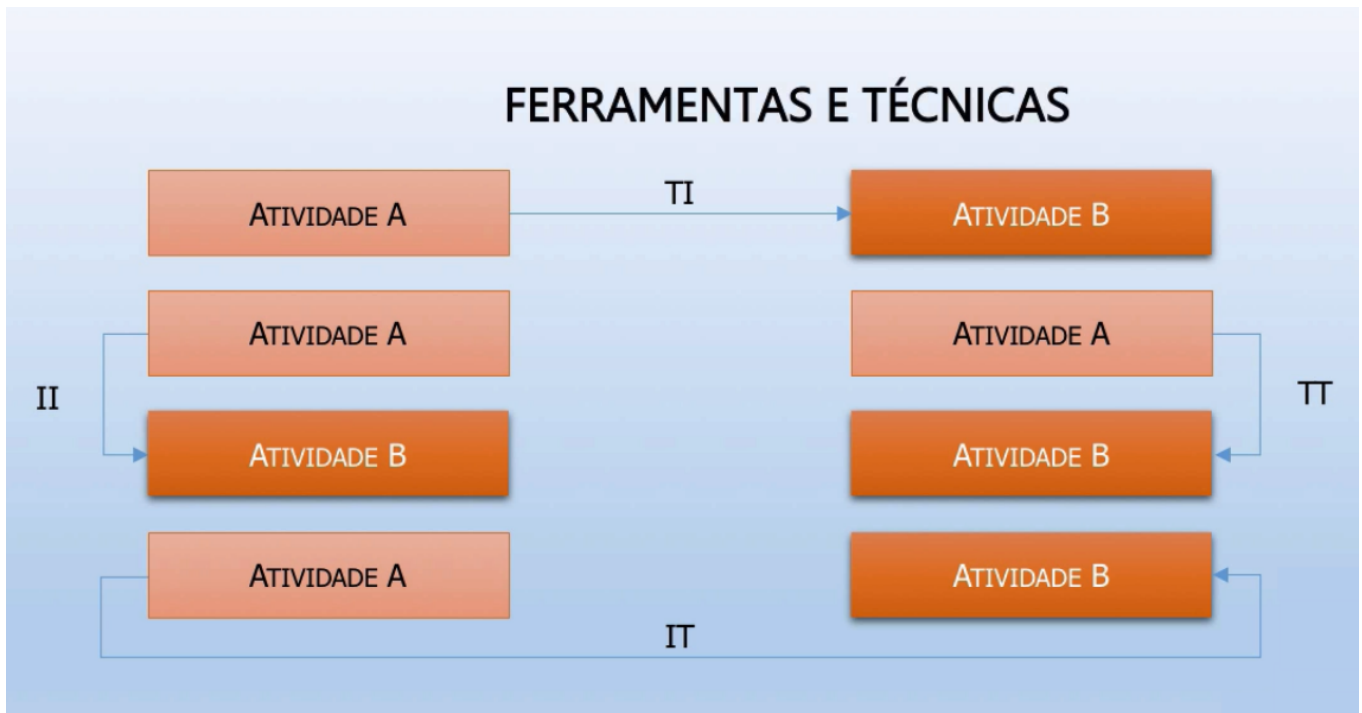 FERRAMENTAS E TÉCNICAS
ATIVIDADE A
TI
ATIVIDADE B
ATIVIDADE A
ATIVIDADE A
II
TT
ATIVIDADE B
ATIVIDADE B
ATIVIDADE A
ATIVIDADE B
IT